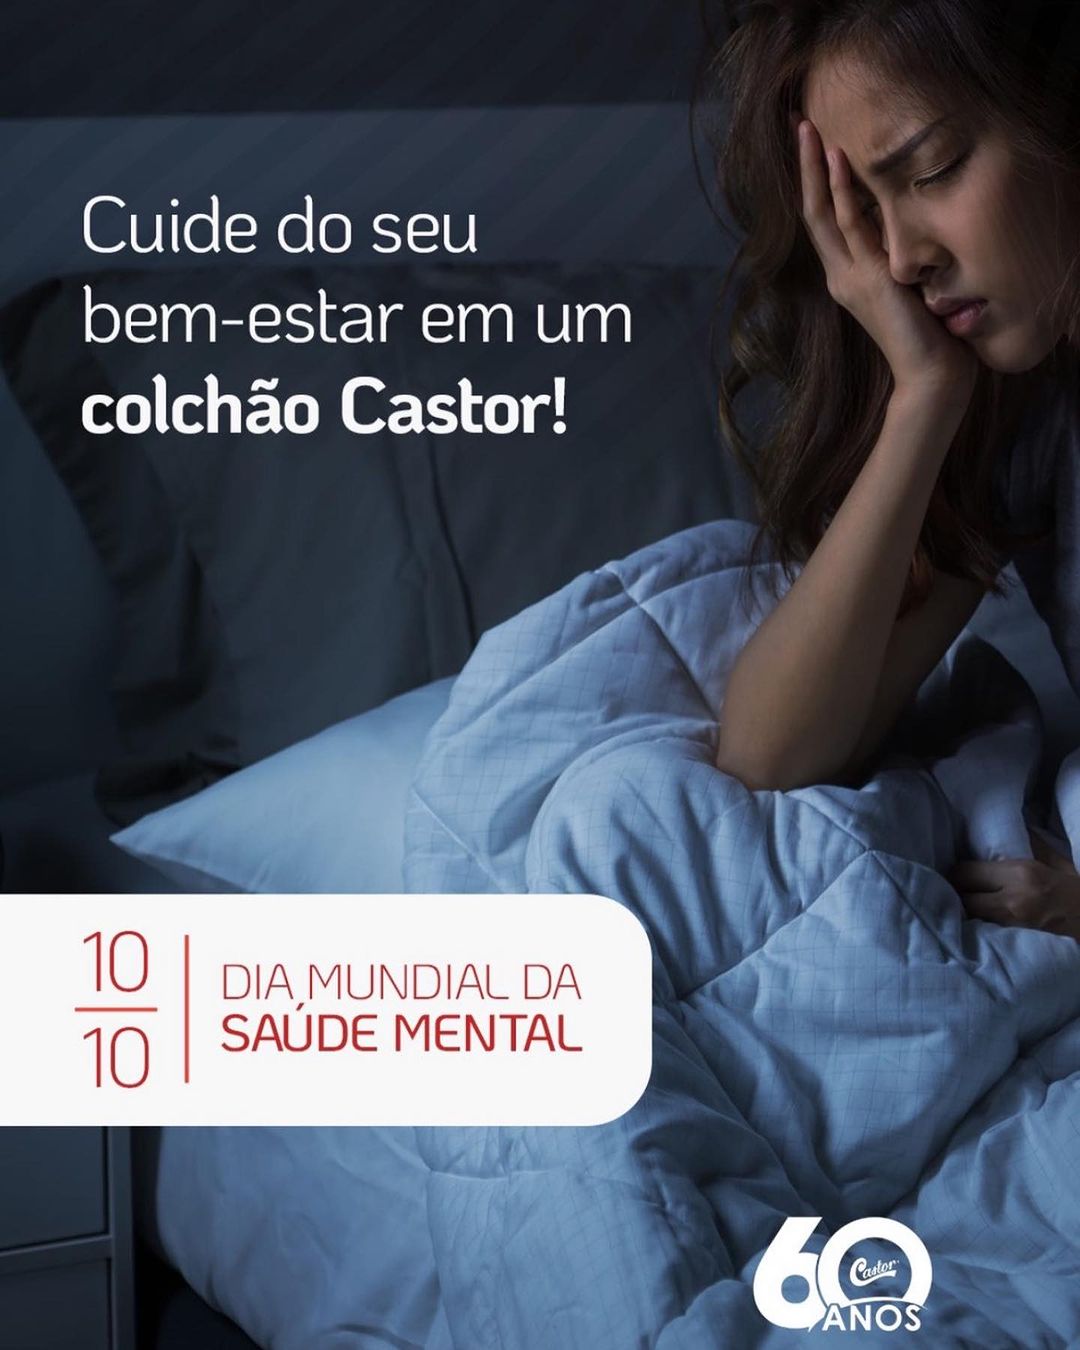 Cuide do seu
bem-estar em um
colchão Castor!
10
10
DIA MUNDIAL DA
SAÚDE MENTAL
60
Castor
ANOS